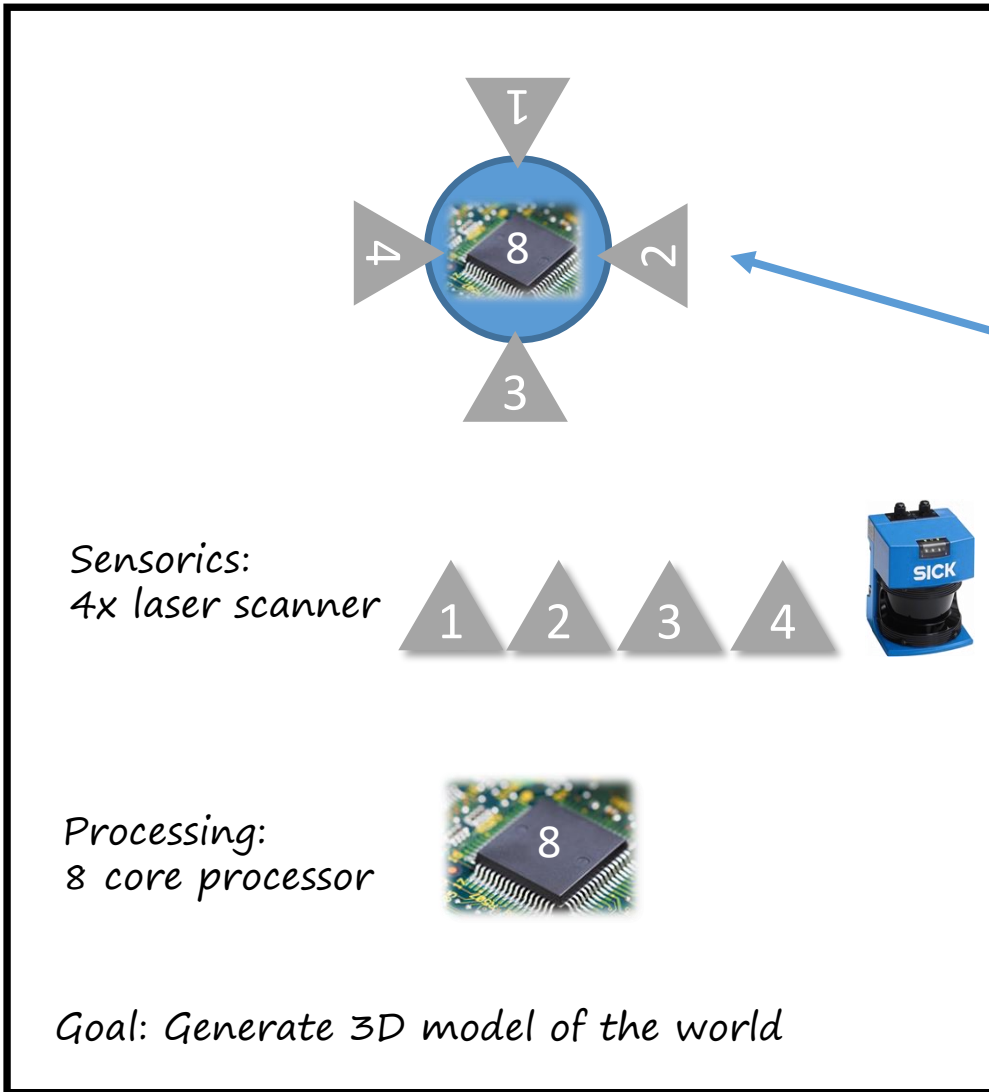 1
4
8
2
3
Sensorics:
4x laser scanner
1 2 3 4
SICK
Processing:
8 core processor
8
Goal: Generate 3D model of the world